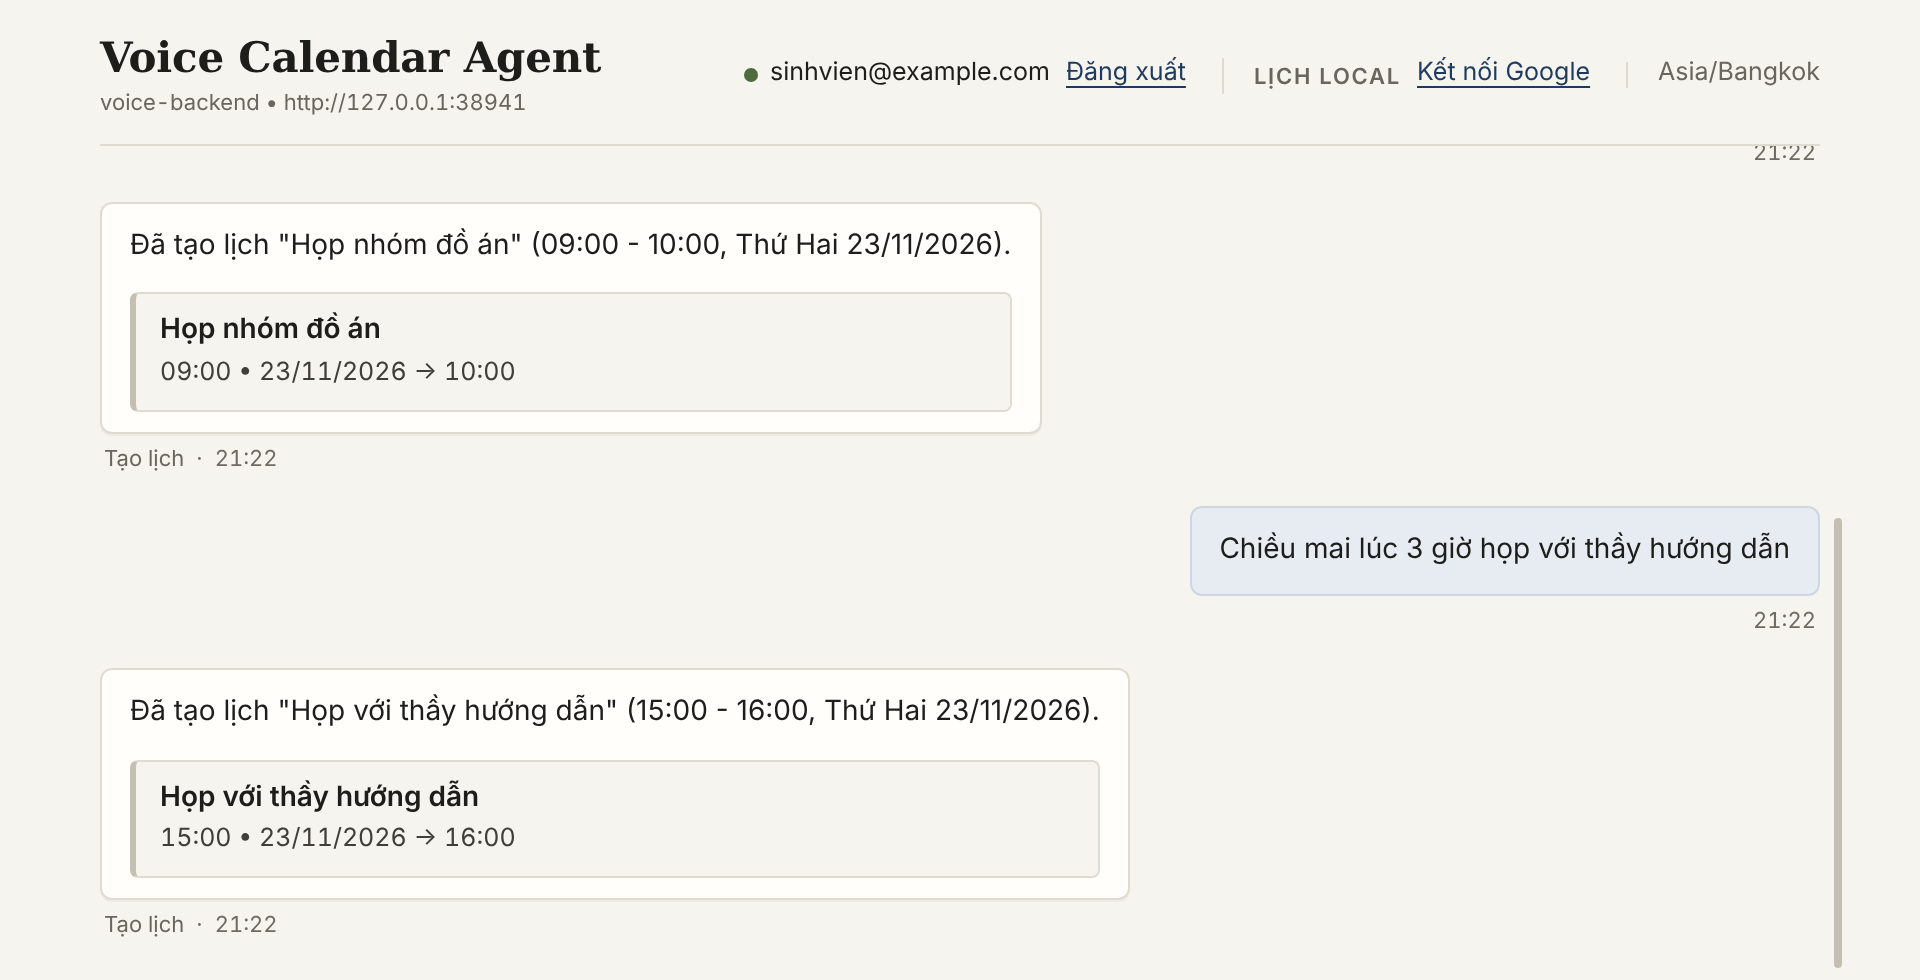 Voice Calendar Agent
voice-backend • http://127.0.0.1:38941
sinhvien@example.com Đăng xuất LỊCH LOCAL Kết nối Google Asia/Bangkok
21:22
Đã tạo lịch "Họp nhóm đồ án" (09:00 - 10:00, Thứ Hai 23/11/2026).
Họp nhóm đồ án
09:00 • 23/11/2026 → 10:00
Tạo lịch · 21:22
Chiều mai lúc 3 giờ họp với thầy hướng dẫn
21:22
Đã tạo lịch "Họp với thầy hướng dẫn" (15:00 - 16:00, Thứ Hai 23/11/2026).
Họp với thầy hướng dẫn
15:00 • 23/11/2026 → 16:00
Tạo lịch · 21:22